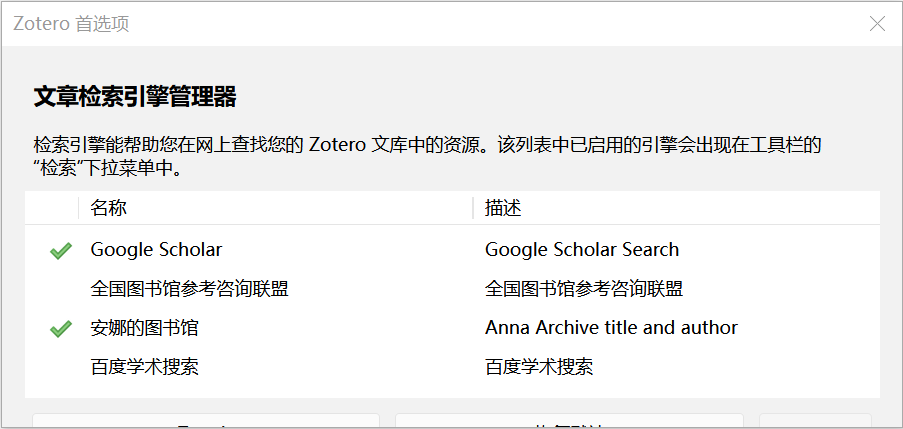 Zotero 首选项
文章检索引擎管理器
检索引擎能帮助您在网上查找您的 Zotero 文库中的资源。该列表中已启用的引擎会出现在工具栏的
“检索”下拉菜单中。
名称 描述
Google Scholar Google Scholar Search
全国图书馆参考咨询联盟 全国图书馆参考咨询联盟
安娜的图书馆 Anna Archive title and author
百度学术搜索 百度学术搜索